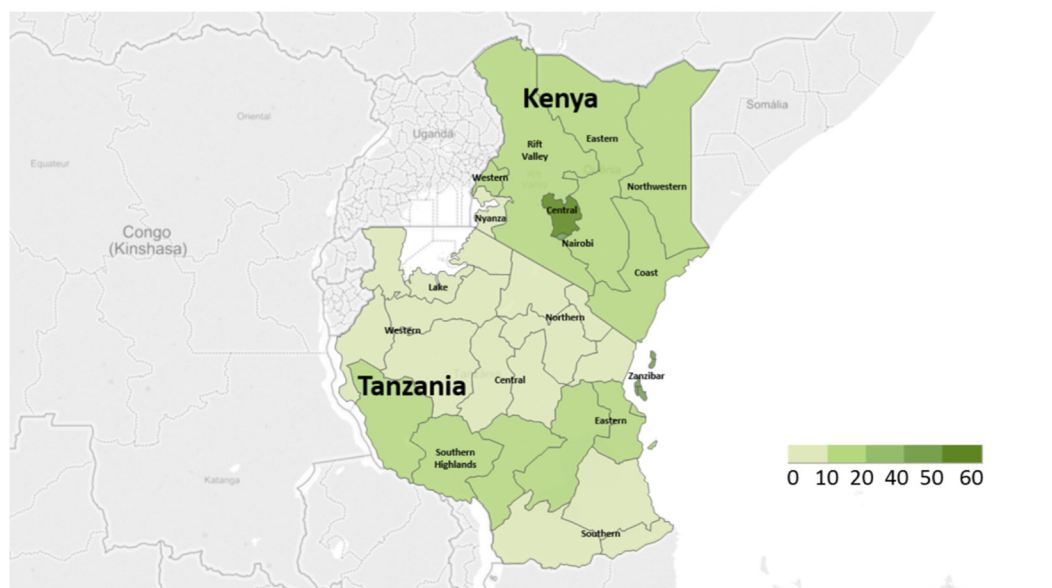 Kenya
Somália
Oriental
Uganda
Eastern
Rift
Valley
Equateur
Western
Northwestern
Central
Nyanza
Congo
(Kinshasa)
Nairobi
Coast
Lake
Northern
Western
Zanzibar
Tanzania
Central
Eastern
Southern
Highlands
Katanga
0 10 20 40 50 60
Southern